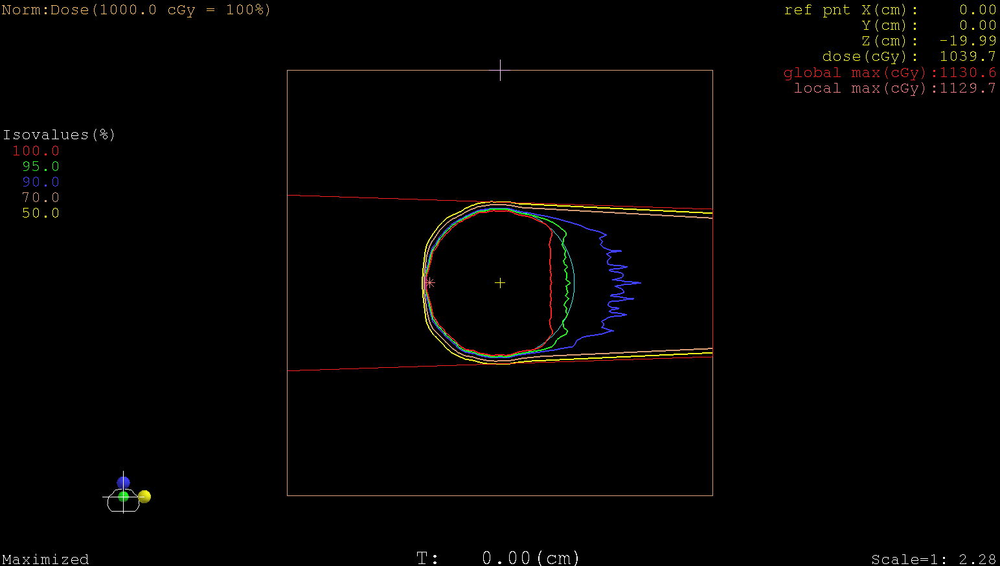 Norm:Dose(1000.0 cGy = 100%)
ref pnt X(cm): 0.00
Y(cm): 0.00
Z(cm): -19.99
dose(cGy): 1039.7
global max(cGy):1130.6
local max(cGy):1129.7
Isovalues(%)
100.0
95.0
90.0
70.0
50.0
Maximized
T: 0.00(cm)
Scale=1: 2.28